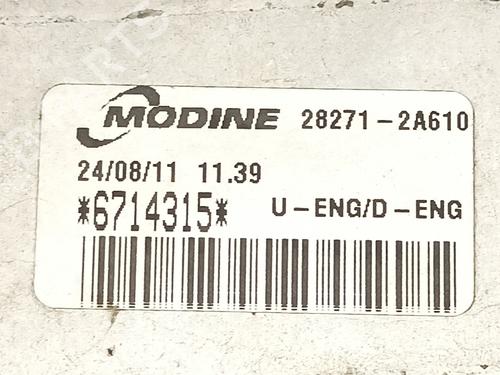 MODINE 28271-2A610
24/08/11 11.39
*6714315* U-ENG/D-ENG